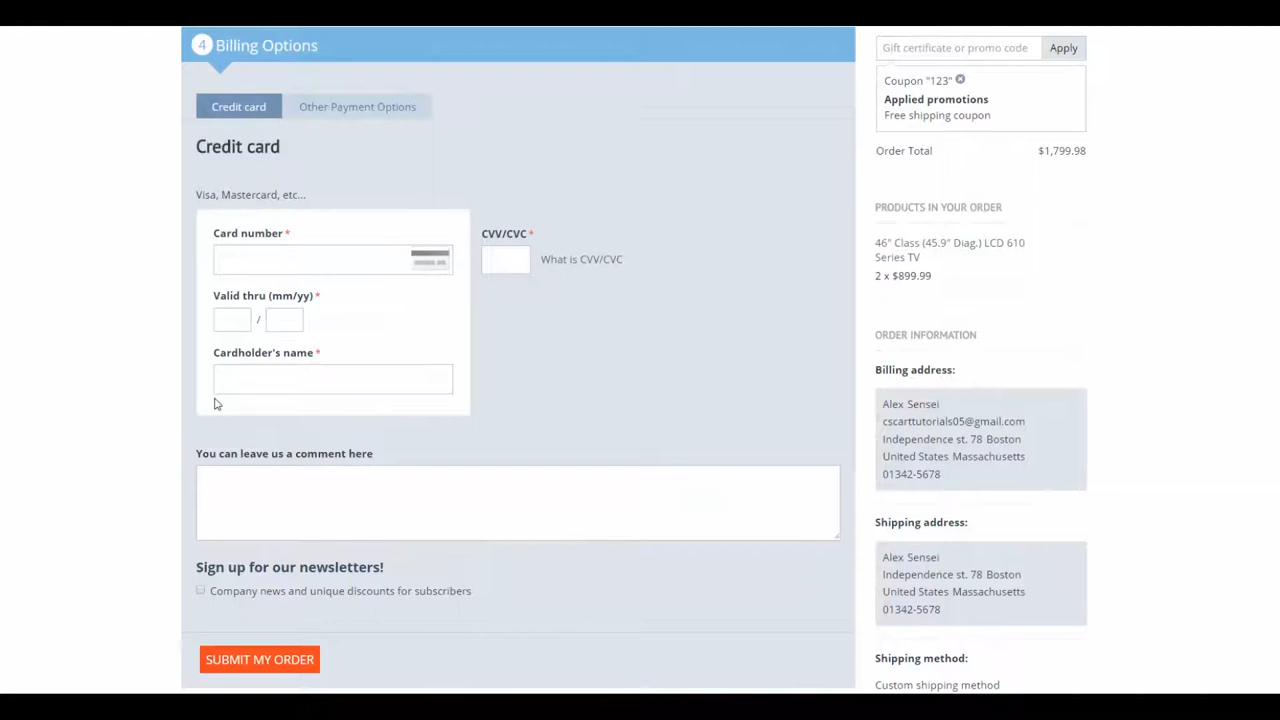 4 Billing Options
Credit card
Other Payment Options
Credit card
Visa, Mastercard, etc...
Card number *
CVV/CVC *
What is CVV/CVC
Valid thru (mm/yy) *
/
Cardholder's name *
You can leave us a comment here
Sign up for our newsletters!
Company news and unique discounts for subscribers
SUBMIT MY ORDER
Gift certificate or promo code
Apply
Coupon "123"
Applied promotions
Free shipping coupon
Order Total $1,799.98
PRODUCTS IN YOUR ORDER
46" Class (45.9" Diag.) LCD 610
Series TV
2 x $899.99
ORDER INFORMATION
Billing address:
Alex Sensei
cscarttutorials05@gmail.com
Independence st. 78 Boston
United States Massachusetts
01342-5678
Shipping address:
Alex Sensei
Independence st. 78 Boston
United States Massachusetts
01342-5678
Shipping method:
Custom shipping method